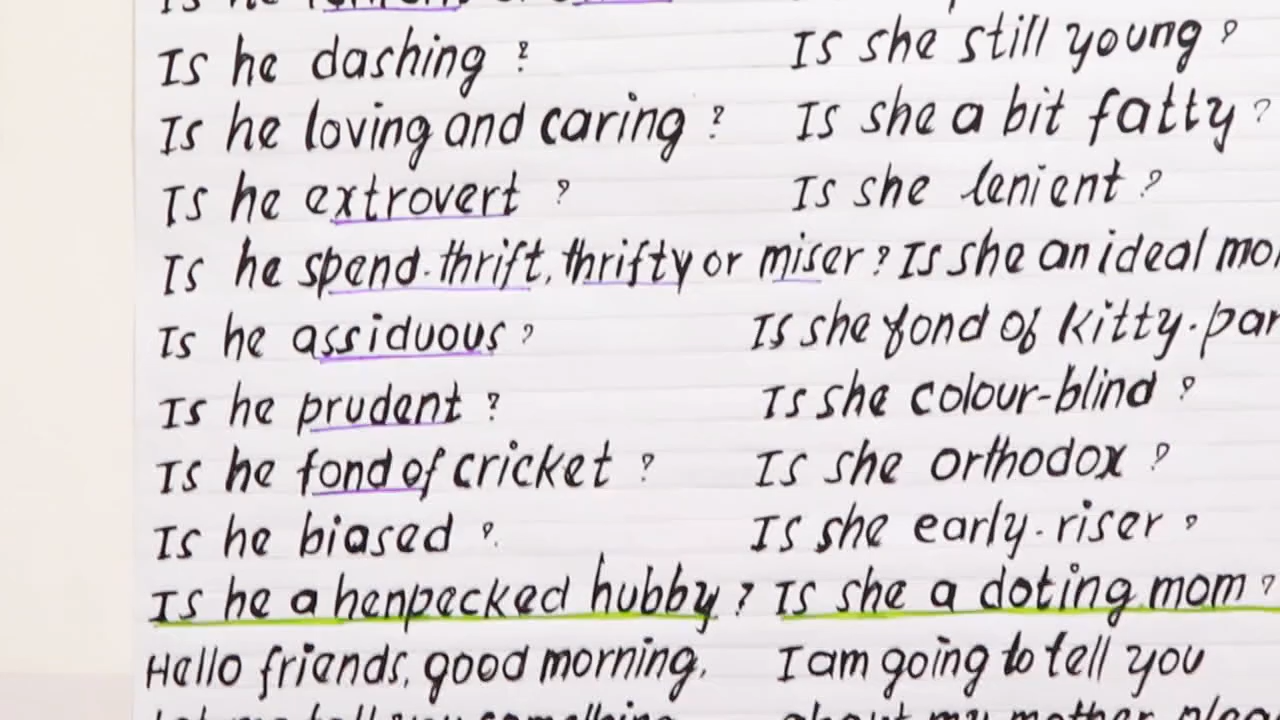 Is he dashing ?
Is he loving and caring ?
Is he extrovert ?
Is he spend-thrift, thrifty or miser ?
Is he assiduous ?
Is he prudent ?
Is he fond of cricket ?
Is he biased ?
Is he a henpecked hubby ?
Hello friends, good morning.
Is she still young ?
Is she a bit fatty ?
Is she lenient ?
Is she an ideal
Is she fond of kitty-par
Is she colour-blind ?
Is she orthodox ?
Is she early-riser ?
Is she a doting mom ?
I am going to tell you